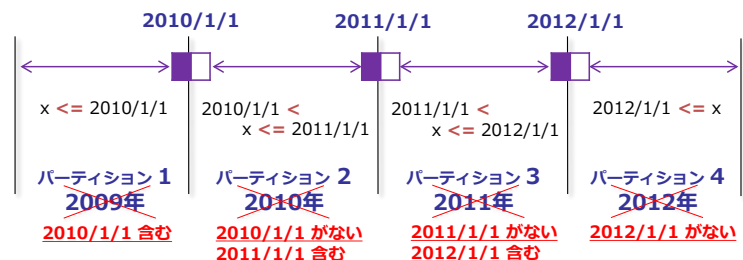 2010/1/1
2011/1/1
2012/1/1
x <= 2010/1/1
2010/1/1 <
x <= 2011/1/1
2011/1/1 <
x <= 2012/1/1
2012/1/1 <= x
パーティション 1
2009年
2010/1/1 含む
パーティション 2
2010年
2010/1/1 がない
2011/1/1 含む
パーティション 3
2011年
2011/1/1 がない
2012/1/1 含む
パーティション 4
2012年
2012/1/1 がない